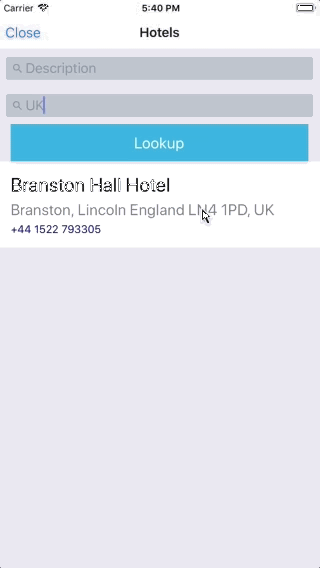 Carrier 5:40 PM
Close Hotels
Description
UK
Lookup
Branston Hall Hotel
Branston, Lincoln England LN4 1PD, UK
+44 1522 793305